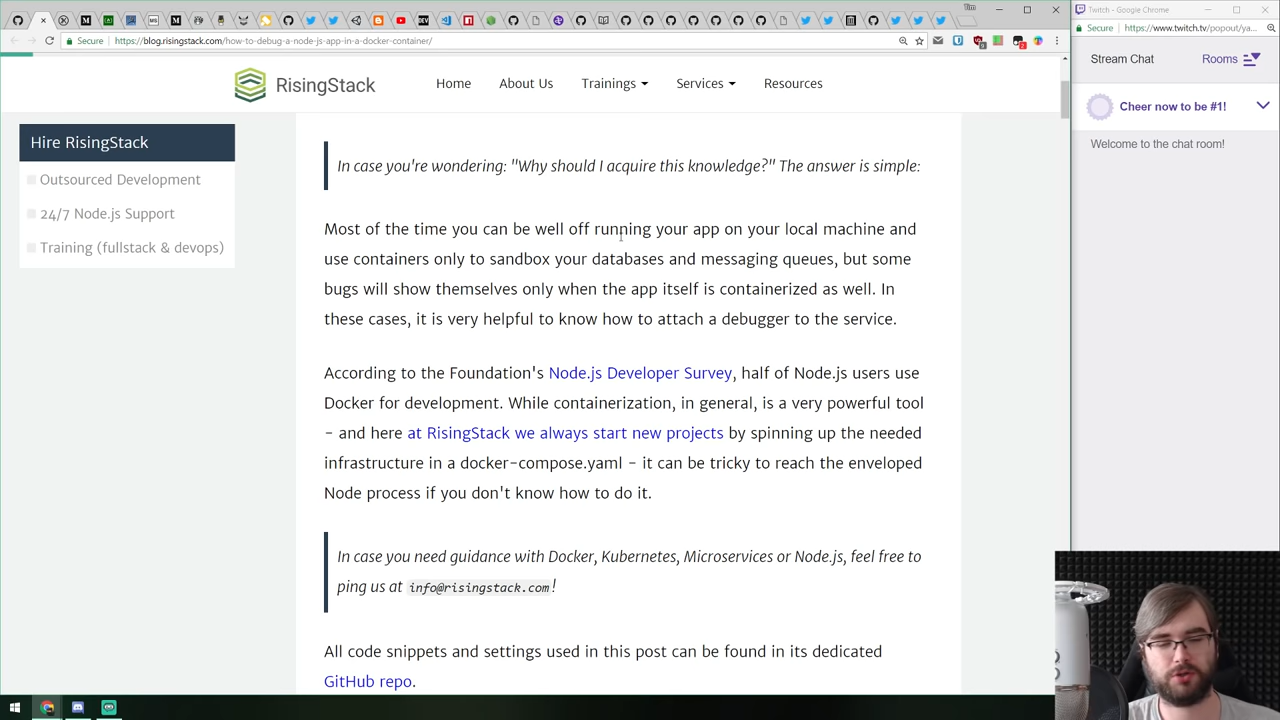 Tim
Twitch - Google Chrome
Secure
https://blog.risingstack.com/how-to-debug-a-node-js-app-in-a-docker-container/
Secure
https://www.twitch.tv/popout/ya...
RisingStack
Home
About Us
Trainings
Services
Resources
Stream Chat
Rooms
Cheer now to be #1!
Welcome to the chat room!
Hire RisingStack
Outsourced Development
24/7 Node.js Support
Training (fullstack & devops)
In case you're wondering: "Why should I acquire this knowledge?" The answer is simple:
Most of the time you can be well off running your app on your local machine and
use containers only to sandbox your databases and messaging queues, but some
bugs will show themselves only when the app itself is containerized as well. In
these cases, it is very helpful to know how to attach a debugger to the service.
According to the Foundation's Node.js Developer Survey, half of Node.js users use
Docker for development. While containerization, in general, is a very powerful tool
- and here at RisingStack we always start new projects by spinning up the needed
infrastructure in a docker-compose.yaml - it can be tricky to reach the enveloped
Node process if you don't know how to do it.
In case you need guidance with Docker, Kubernetes, Microservices or Node.js, feel free to
ping us at info@risingstack.com!
All code snippets and settings used in this post can be found in its dedicated
GitHub repo.